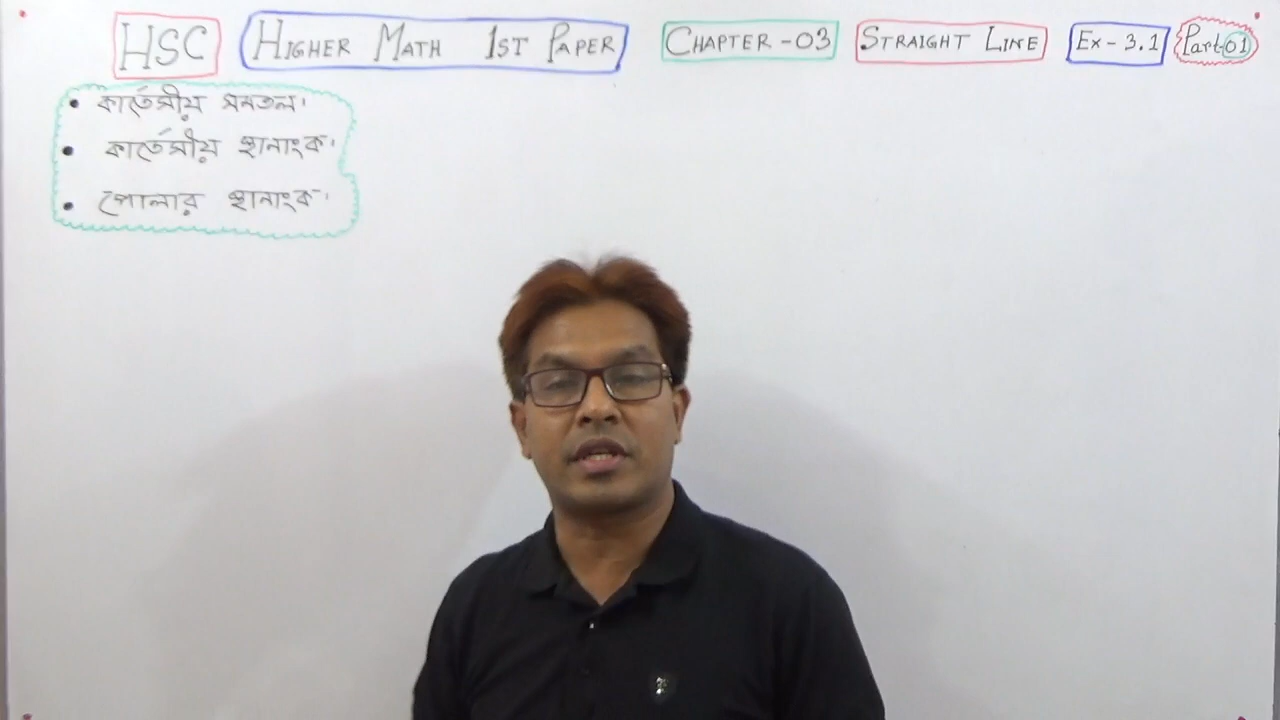 HSC HIGHER MATH 1ST PAPER CHAPTER-03 STRAIGHT LINE Ex-3.1 Part-01
• কার্তেসীয় সমতল।
• কার্তেসীয় স্থানাংক।
• পোলার স্থানাংক।